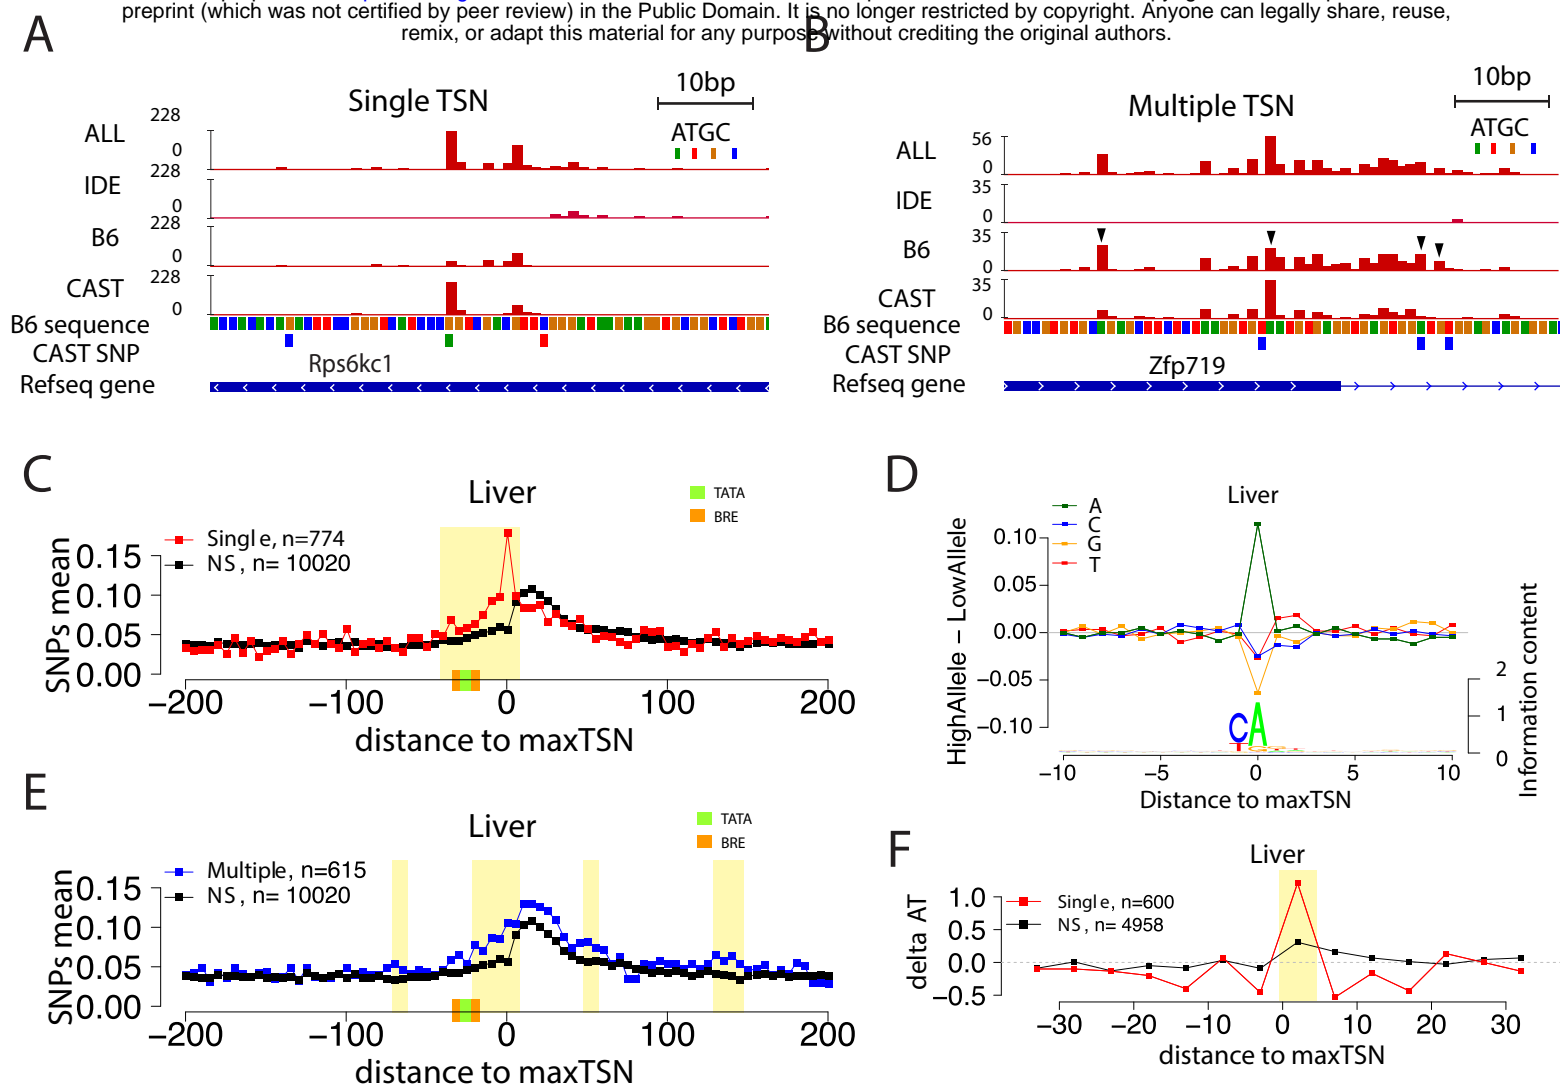 preprint (which was not certified by peer review) in the Public Domain. It is no longer restricted by copyright. Anyone can legally share, reuse,
remix, or adapt this material for any purpose without crediting the original authors.
A
Single TSN
10bp
ATGC
ALL
228
0
IDE
228
0
B6
228
0
CAST
228
0
B6 sequence
CAST SNP
Refseq gene
Rps6kc1
B
Multiple TSN
10bp
ATGC
ALL
56
0
IDE
35
0
B6
35
0
CAST
35
0
B6 sequence
CAST SNP
Refseq gene
Zfp719
C
Liver
TATA
BRE
Single, n=774
NS, n= 10020
SNPs mean
0.15
0.10
0.05
0.00
−200 −100 0 100 200
distance to maxTSN
D
Liver
A
C
G
T
HighAllele − LowAllele
0.10
0.05
0.00
−0.05
−0.10
CA
T
Information content
2
1
0
−10 −5 0 5 10
Distance to maxTSN
E
Liver
TATA
BRE
Multiple, n=615
NS, n= 10020
SNPs mean
0.15
0.10
0.05
0.00
−200 −100 0 100 200
distance to maxTSN
F
Liver
Single, n=600
NS, n= 4958
delta AT
1.0
0.5
0.0
−0.5
−30 −20 −10 0 10 20 30
distance to maxTSN